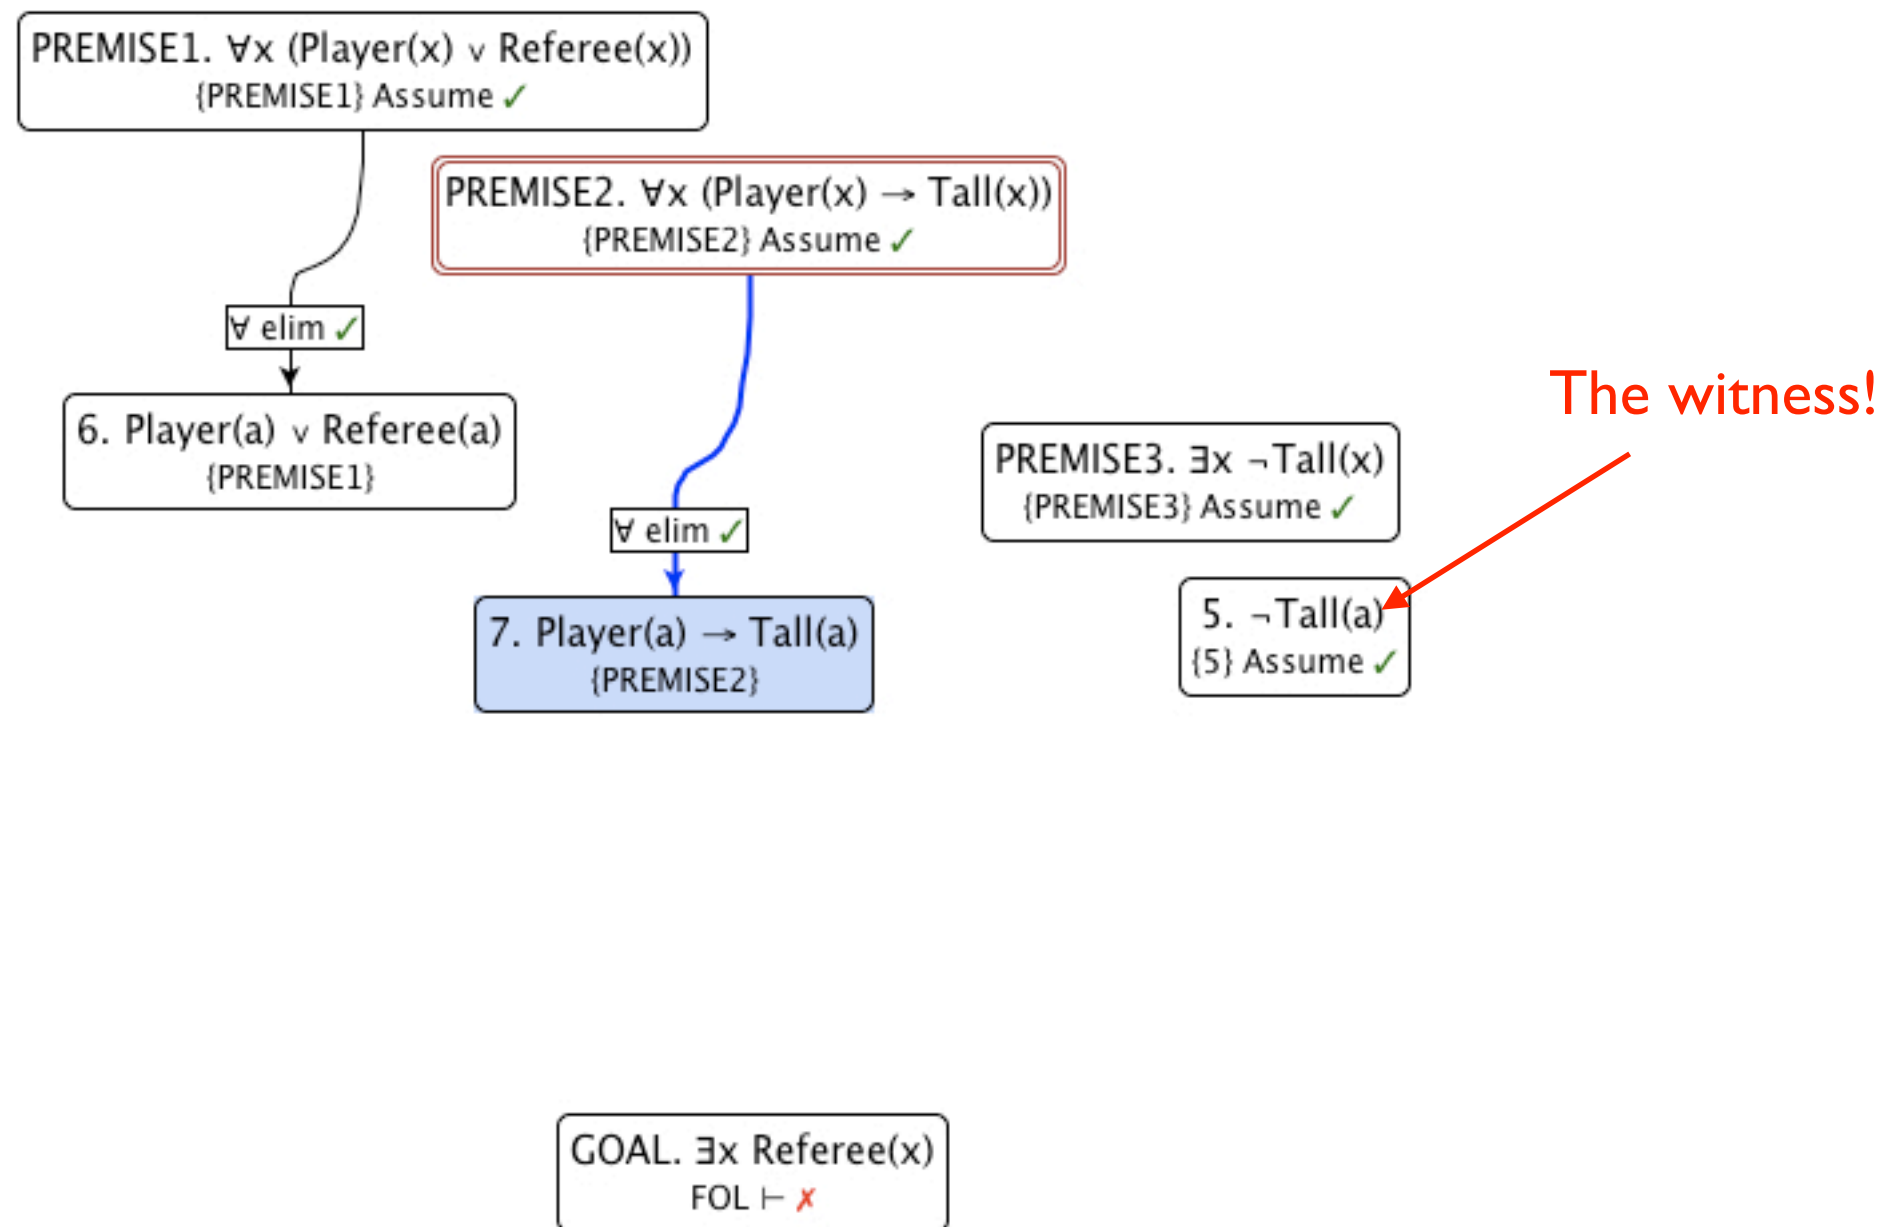 PREMISE1. ∀x (Player(x) ∨ Referee(x))
{PREMISE1} Assume ✓
PREMISE2. ∀x (Player(x) → Tall(x))
{PREMISE2} Assume ✓
∀ elim ✓
6. Player(a) ∨ Referee(a)
{PREMISE1}
The witness!
PREMISE3. ∃x ¬Tall(x)
{PREMISE3} Assume ✓
∀ elim ✓
7. Player(a) → Tall(a)
{PREMISE2}
5. ¬Tall(a)
{5} Assume ✓
GOAL. ∃x Referee(x)
FOL ⊢ ✗